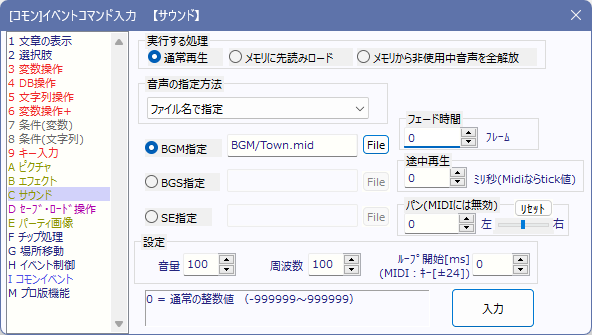 [コモン]イベントコマンド入力　【サウンド】
1 文章の表示
2 選択肢
3 変数操作
4 DB操作
5 文字列操作
6 変数操作+
7 条件(変数)
8 条件(文字列)
9 キー入力
A ピクチャ
B エフェクト
C サウンド
D セーブ・ロード操作
E パーティ画像
F チップ処理
G 場所移動
H イベント制御
I コモンイベント
M プロ版機能
実行する処理
通常再生 メモリに先読みロード メモリから非使用中音声を全解放
音声の指定方法
ファイル名で指定
BGM指定 BGM/Town.mid File
BGS指定 File
SE指定 File
フェード時間
0 フレーム
途中再生
0 ミリ秒(Midiならtick値)
パン(MIDIには無効)
0 左 リセット 右
設定
音量 100 周波数 100 ループ開始[ms]
(MIDI：キー[±24]) 0
0 = 通常の整数値　(-999999～999999)
入力